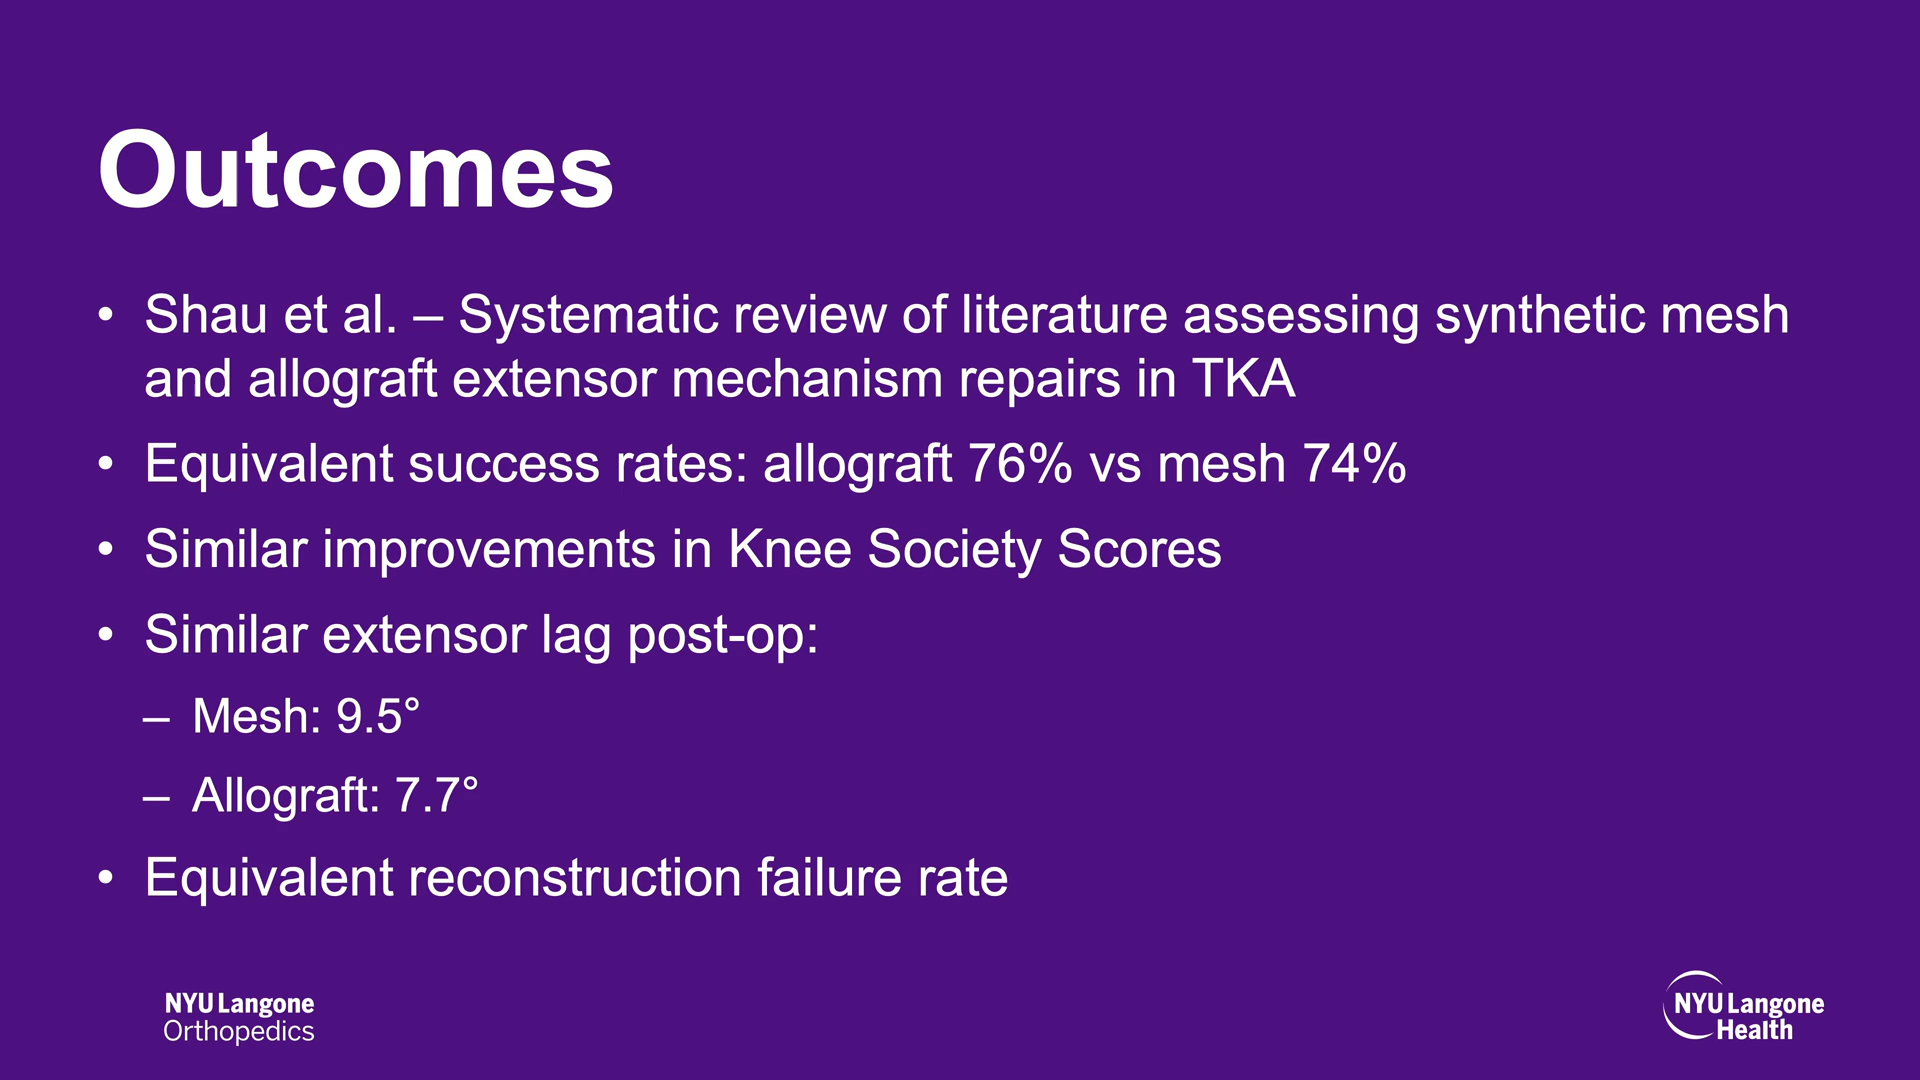 Outcomes
• Shau et al. – Systematic review of literature assessing synthetic mesh
and allograft extensor mechanism repairs in TKA
• Equivalent success rates: allograft 76% vs mesh 74%
• Similar improvements in Knee Society Scores
• Similar extensor lag post-op:
– Mesh: 9.5°
– Allograft: 7.7°
• Equivalent reconstruction failure rate
NYU Langone
Orthopedics
NYU Langone
Health